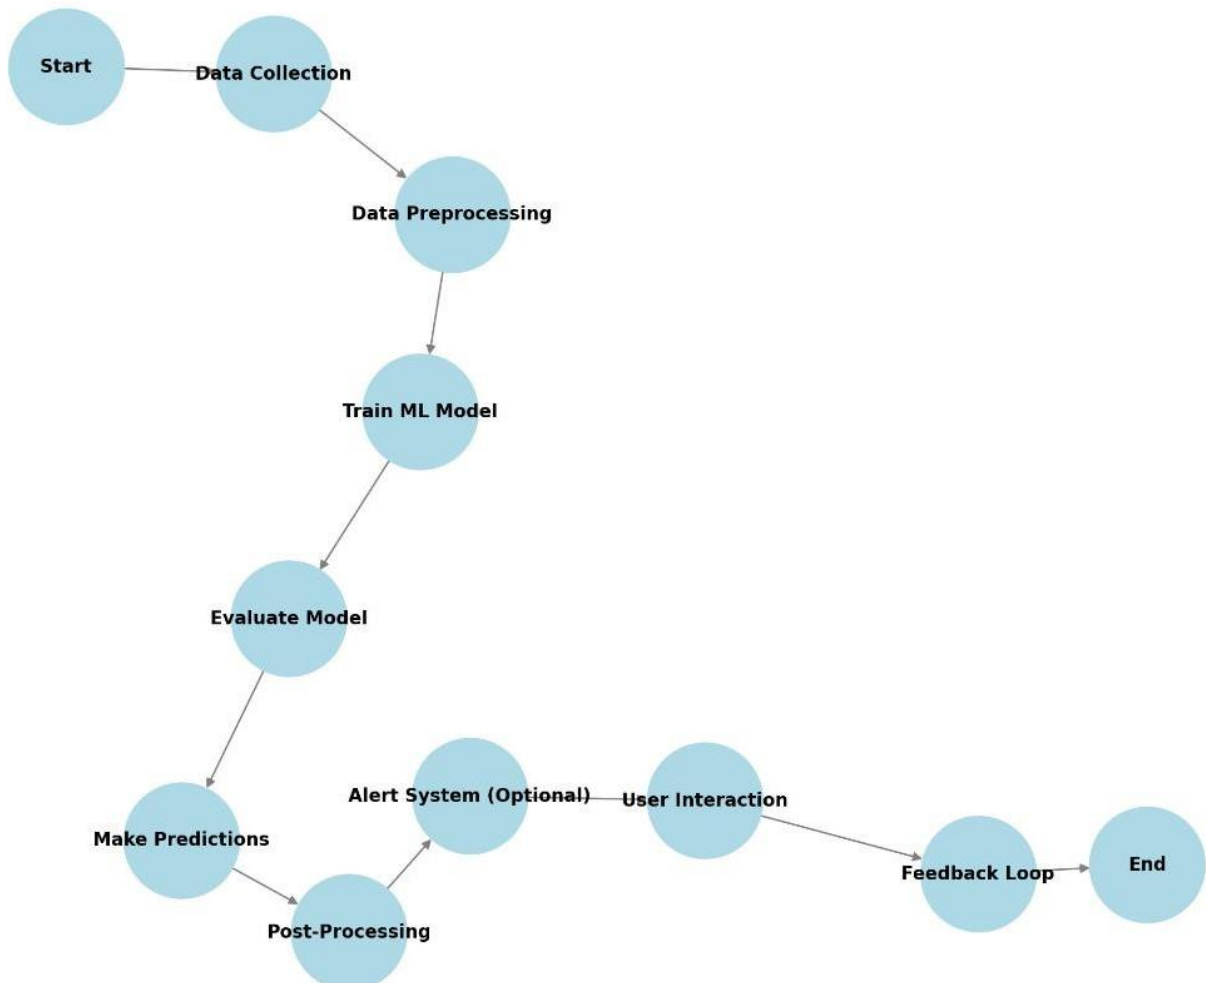 Start
Data Collection
Data Preprocessing
Train ML Model
Evaluate Model
Make Predictions
Post-Processing
Alert System (Optional)
User Interaction
Feedback Loop
End